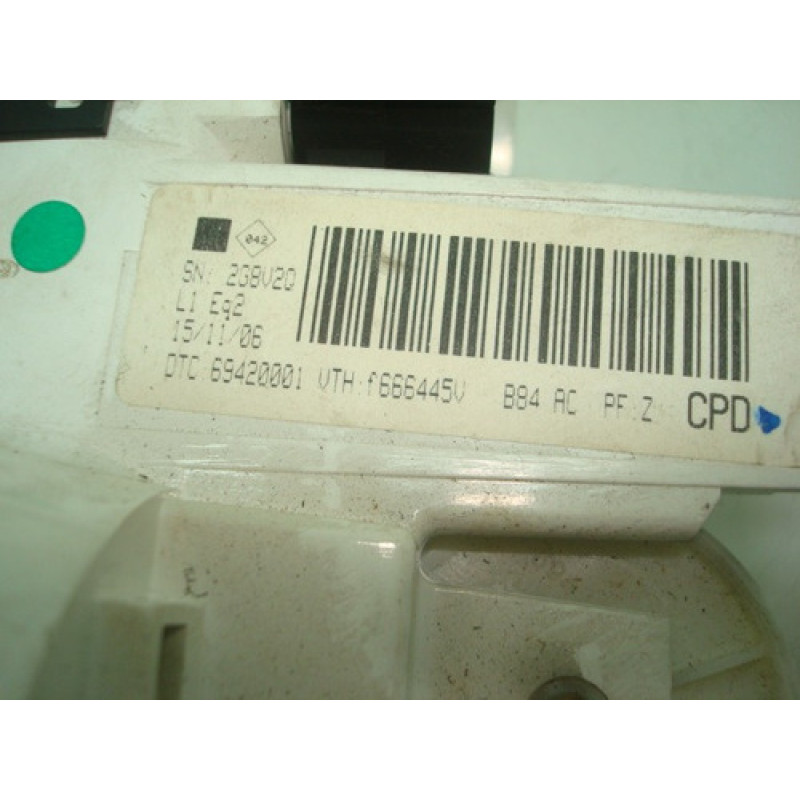 042
SN: 2G8V2Q
L1 Eq2
15/11/06
DTC:69420001 VTH:f666445V B84 AC PF:Z CPD